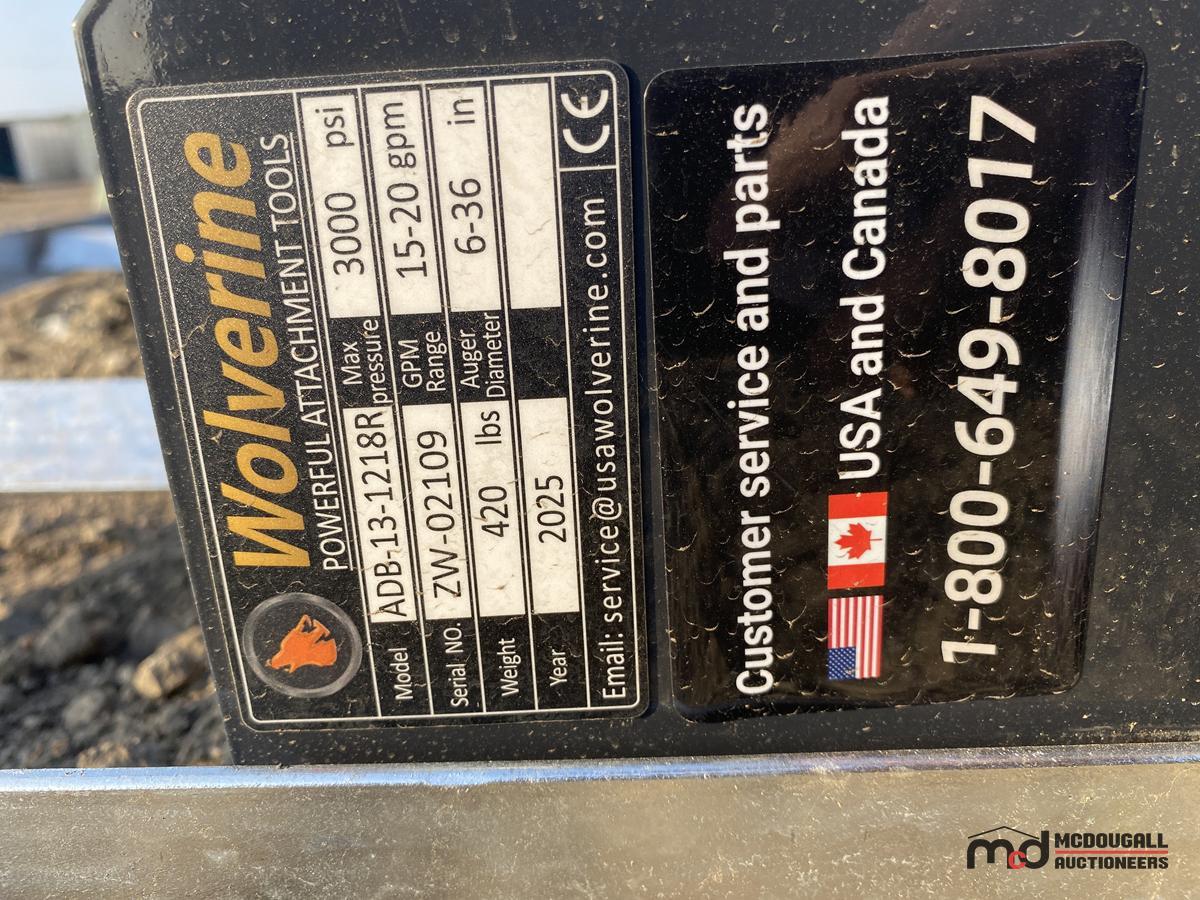 Wolverine
POWERFUL ATTACHMENT TOOLS
Model ADB-13-1218R Max pressure 3000 psi
Serial NO. ZW-02109 GPM Range 15-20 gpm
Weight 420 lbs Auger Diameter 6-36 in
Year 2025
Email: service@usawolverine.com CE
Customer service and parts
USA and Canada
1-800-649-8017
mcd MCDOUGALL
AUCTIONEERS